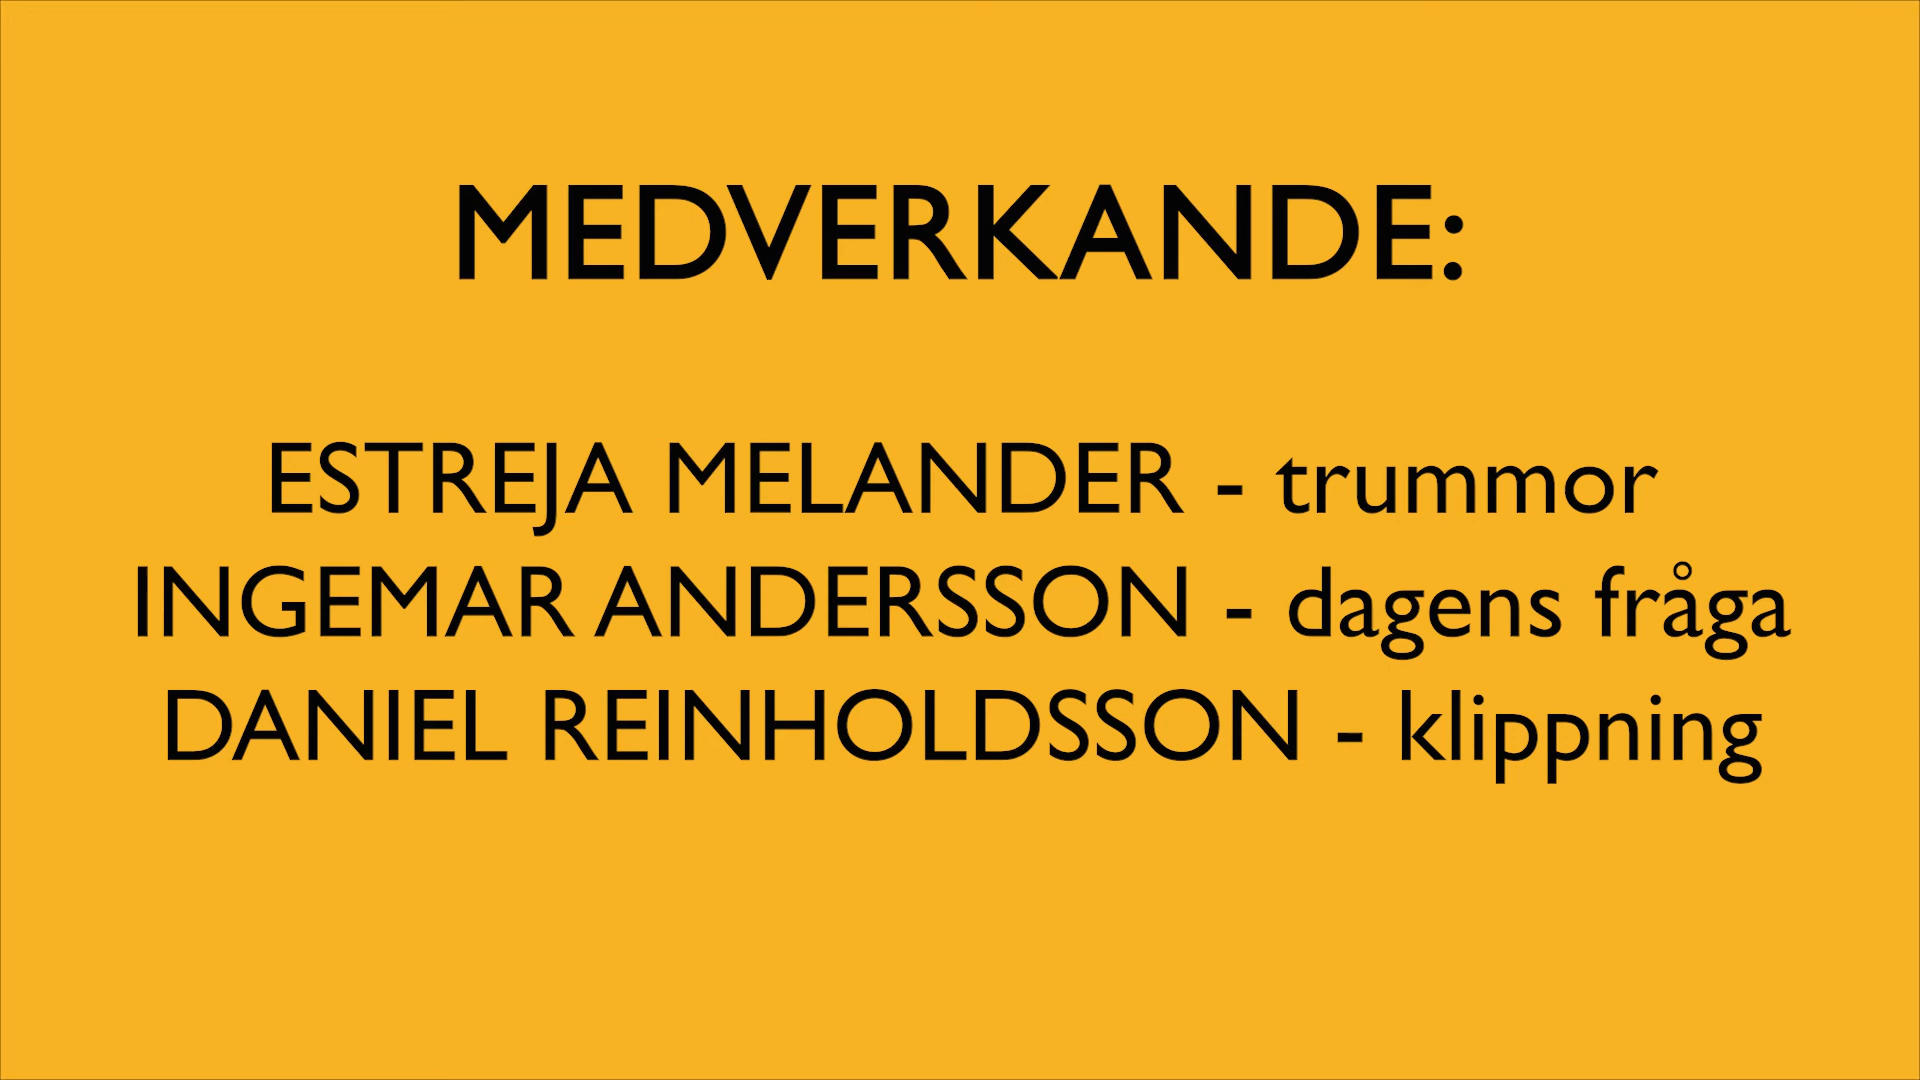 MEDVERKANDE:
ESTREJA MELANDER - trummor
INGEMAR ANDERSSON - dagens fråga
DANIEL REINHOLDSSON - klippning